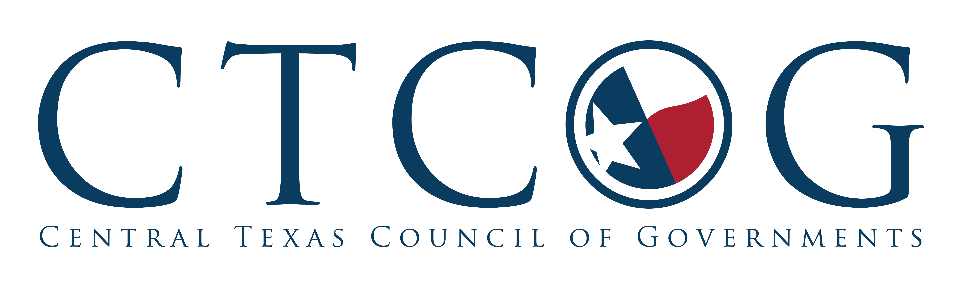 CTCOG
CENTRAL TEXAS COUNCIL OF GOVERNMENTS